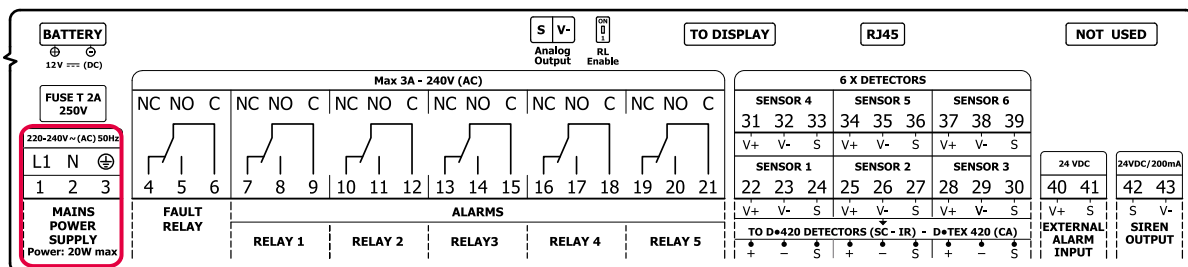 BATTERY
⊕ ⊖
12V ⎓ (DC)
S V-
Analog
Output
ON
1
RL
Enable
TO DISPLAY
RJ45
NOT USED
FUSE T 2A
250V
220-240V~(AC) 50Hz
L1 N ⏚
1 2 3
MAINS
POWER
SUPPLY
Power: 20W max
Max 3A - 240V (AC)
NC NO C NC NO C NC NO C NC NO C NC NO C NC NO C
4 5 6 7 8 9 10 11 12 13 14 15 16 17 18 19 20 21
FAULT
RELAY
ALARMS
RELAY 1 RELAY 2 RELAY3 RELAY 4 RELAY 5
6 X DETECTORS
SENSOR 4 SENSOR 5 SENSOR 6
31 32 33 34 35 36 37 38 39
V+ V- S V+ V- S V+ V- S
SENSOR 1 SENSOR 2 SENSOR 3
22 23 24 25 26 27 28 29 30
V+ V- S V+ V- S V+ V- S
TO D•420 DETECTORS (SC - IR) - D•TEX 420 (CA)
+ − S + − S + − S
24 VDC
40 41
V+ S
EXTERNAL
ALARM
INPUT
24VDC/200mA
42 43
S V-
SIREN
OUTPUT